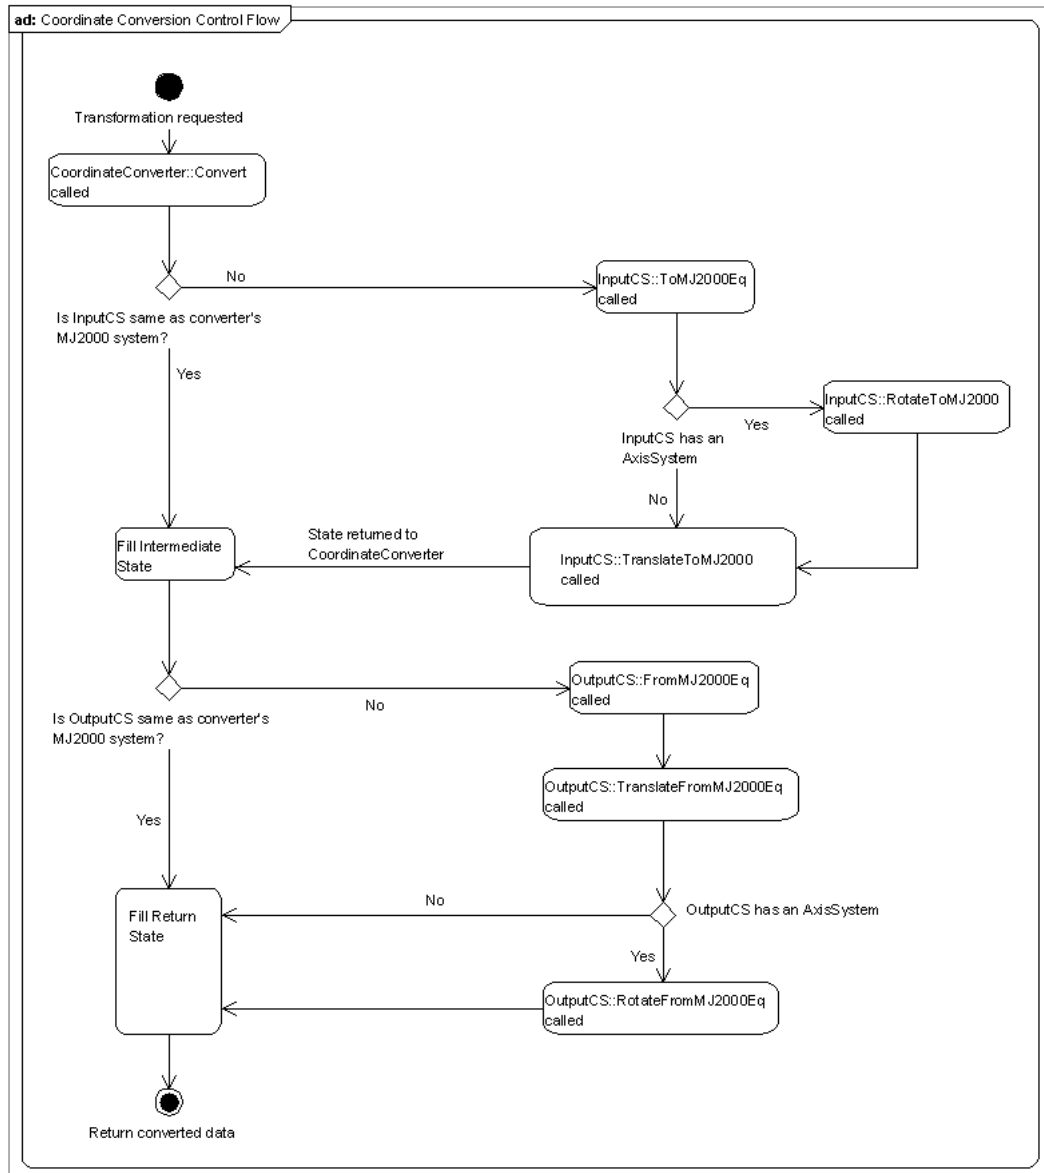 ad: Coordinate Conversion Control Flow
Transformation requested
CoordinateConverter::Convert
called
No
Is InputCS same as converter's
MJ2000 system?
Yes
InputCS::ToMJ2000Eq
called
InputCS::RotateToMJ2000
called
Yes
InputCS has an
AxisSystem
No
Fill Intermediate
State
State returned to
CoordinateConverter
InputCS::TranslateToMJ2000
called
No
Is OutputCS same as converter's
MJ2000 system?
Yes
OutputCS::FromMJ2000Eq
called
OutputCS::TranslateFromMJ2000Eq
called
OutputCS has an AxisSystem
No
Yes
Fill Return
State
OutputCS::RotateFromMJ2000Eq
called
Return converted data